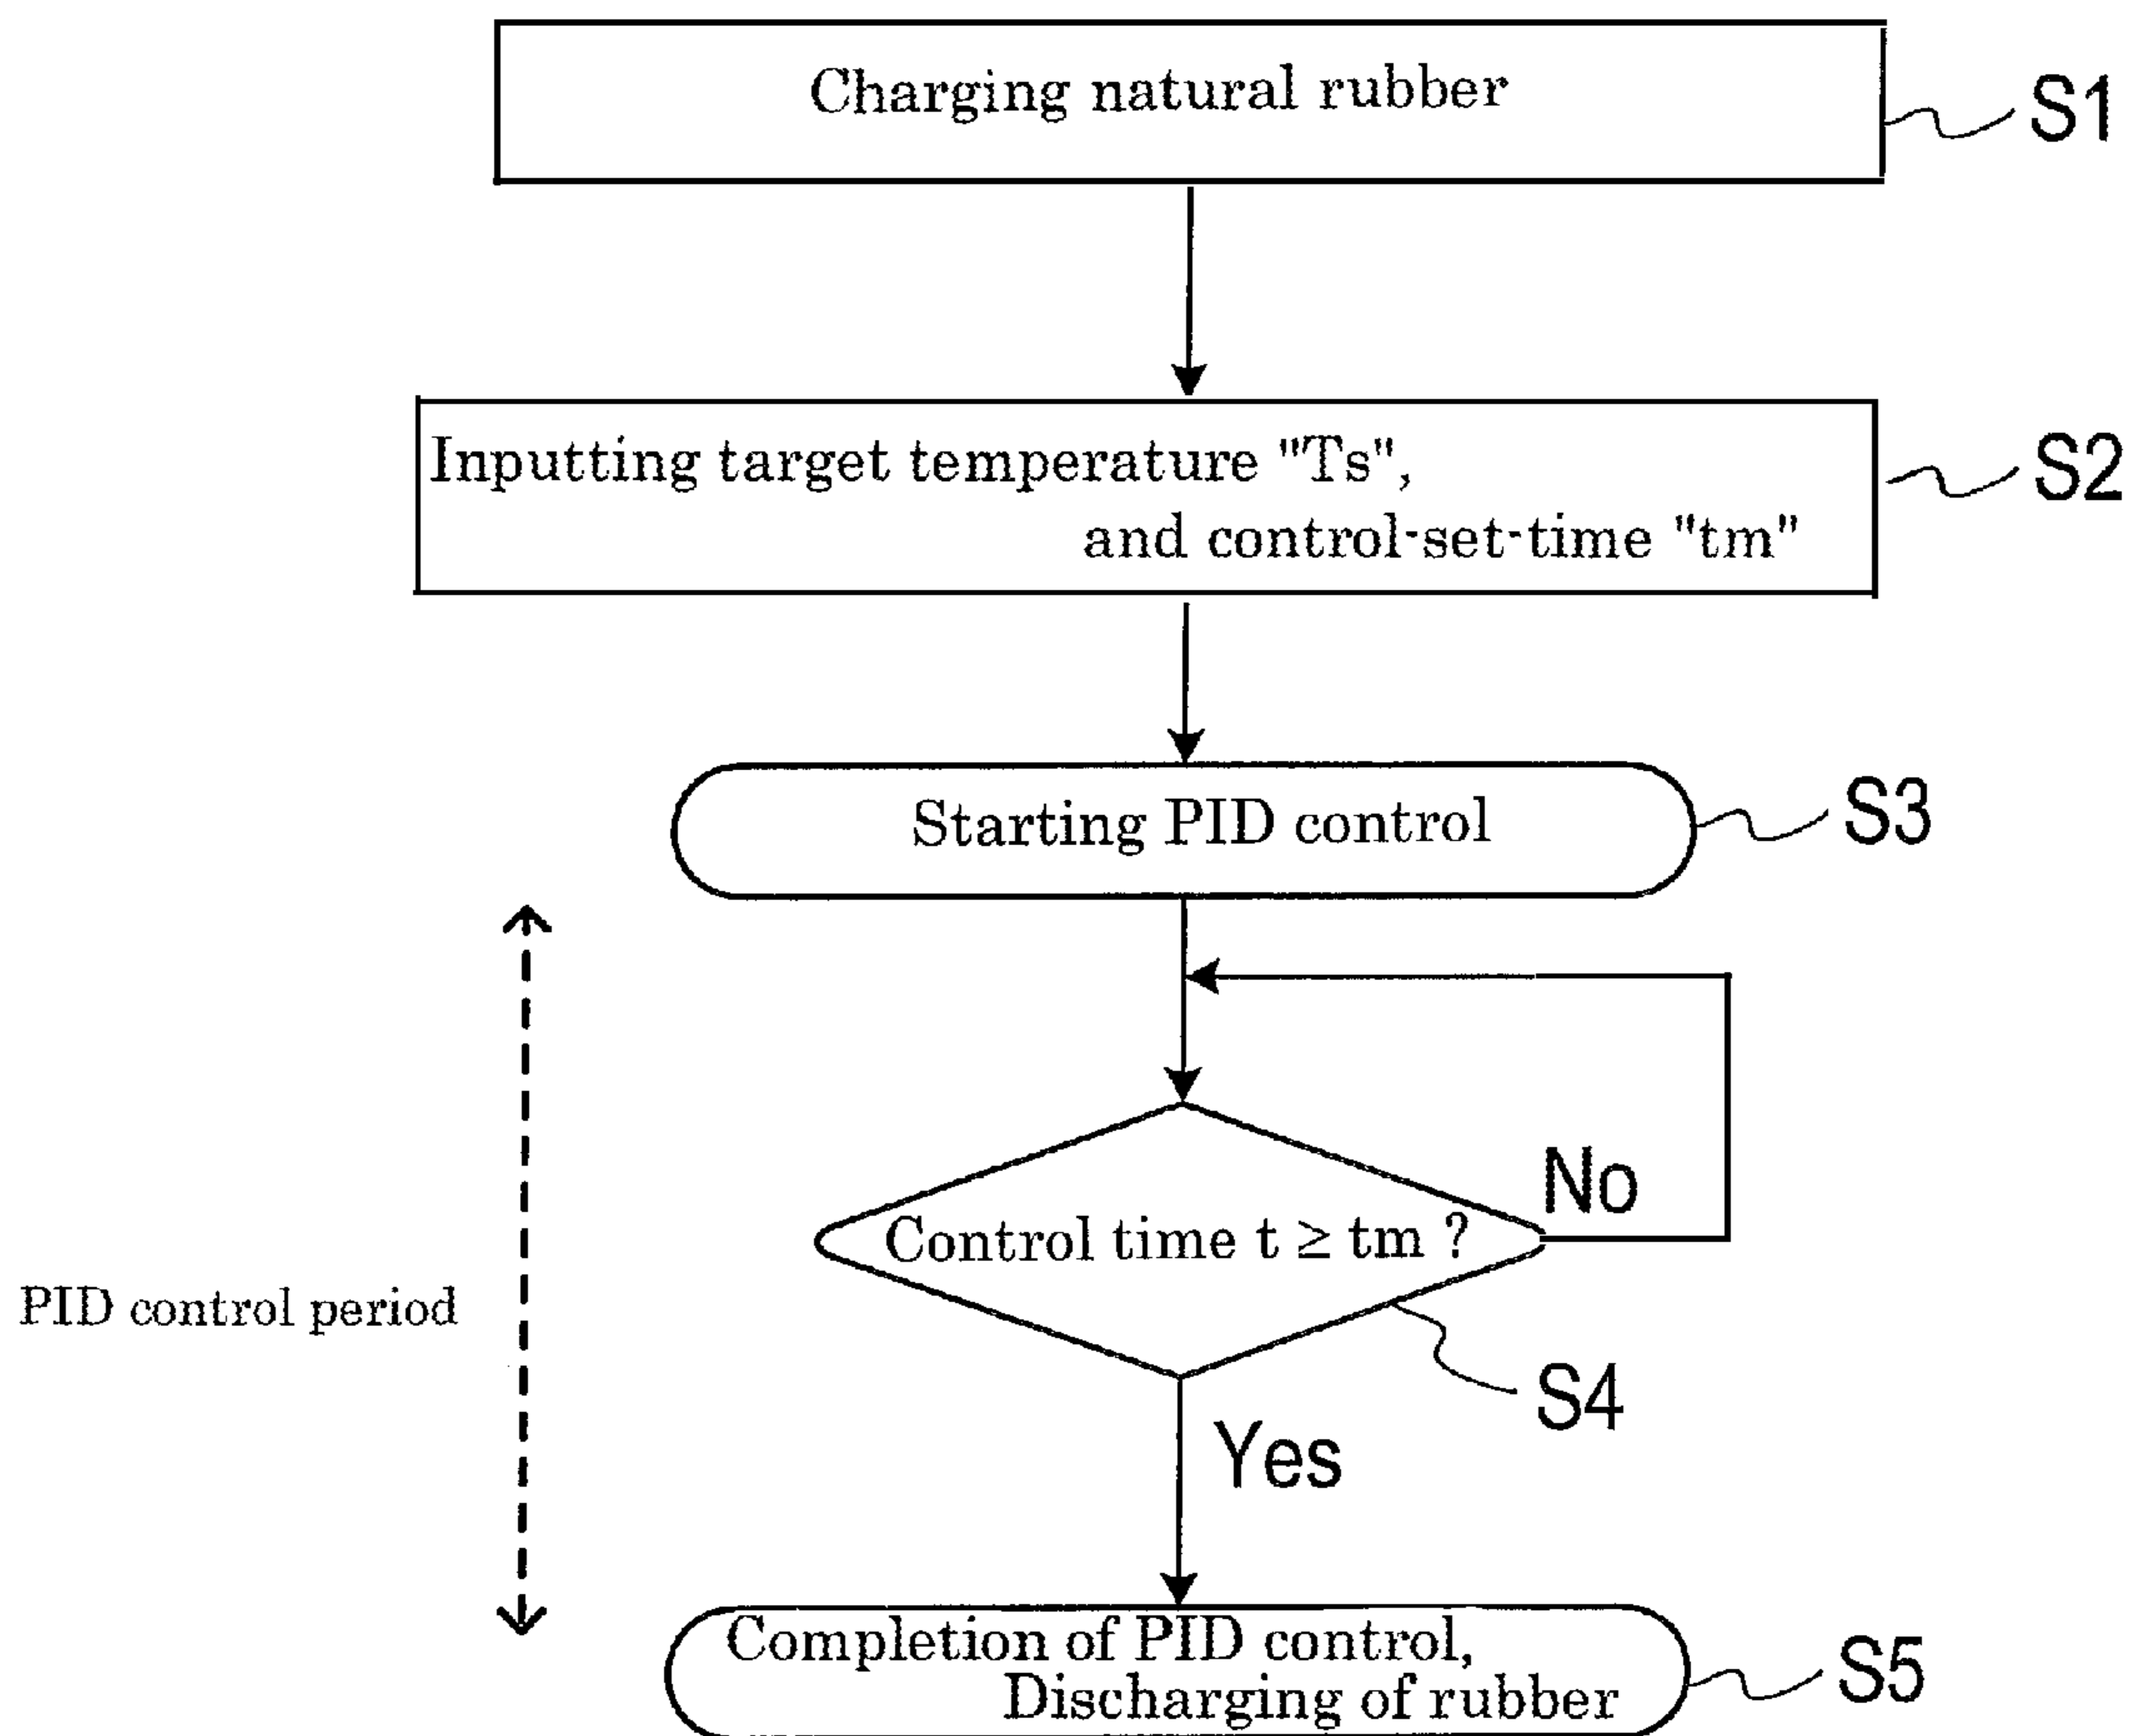 Charging natural rubber
S1
Inputting target temperature "Ts",
and control-set-time "tm"
S2
Starting PID control
S3
No
Control time t ≥ tm ?
PID control period
S4
Yes
Completion of PID control,
Discharging of rubber
S5